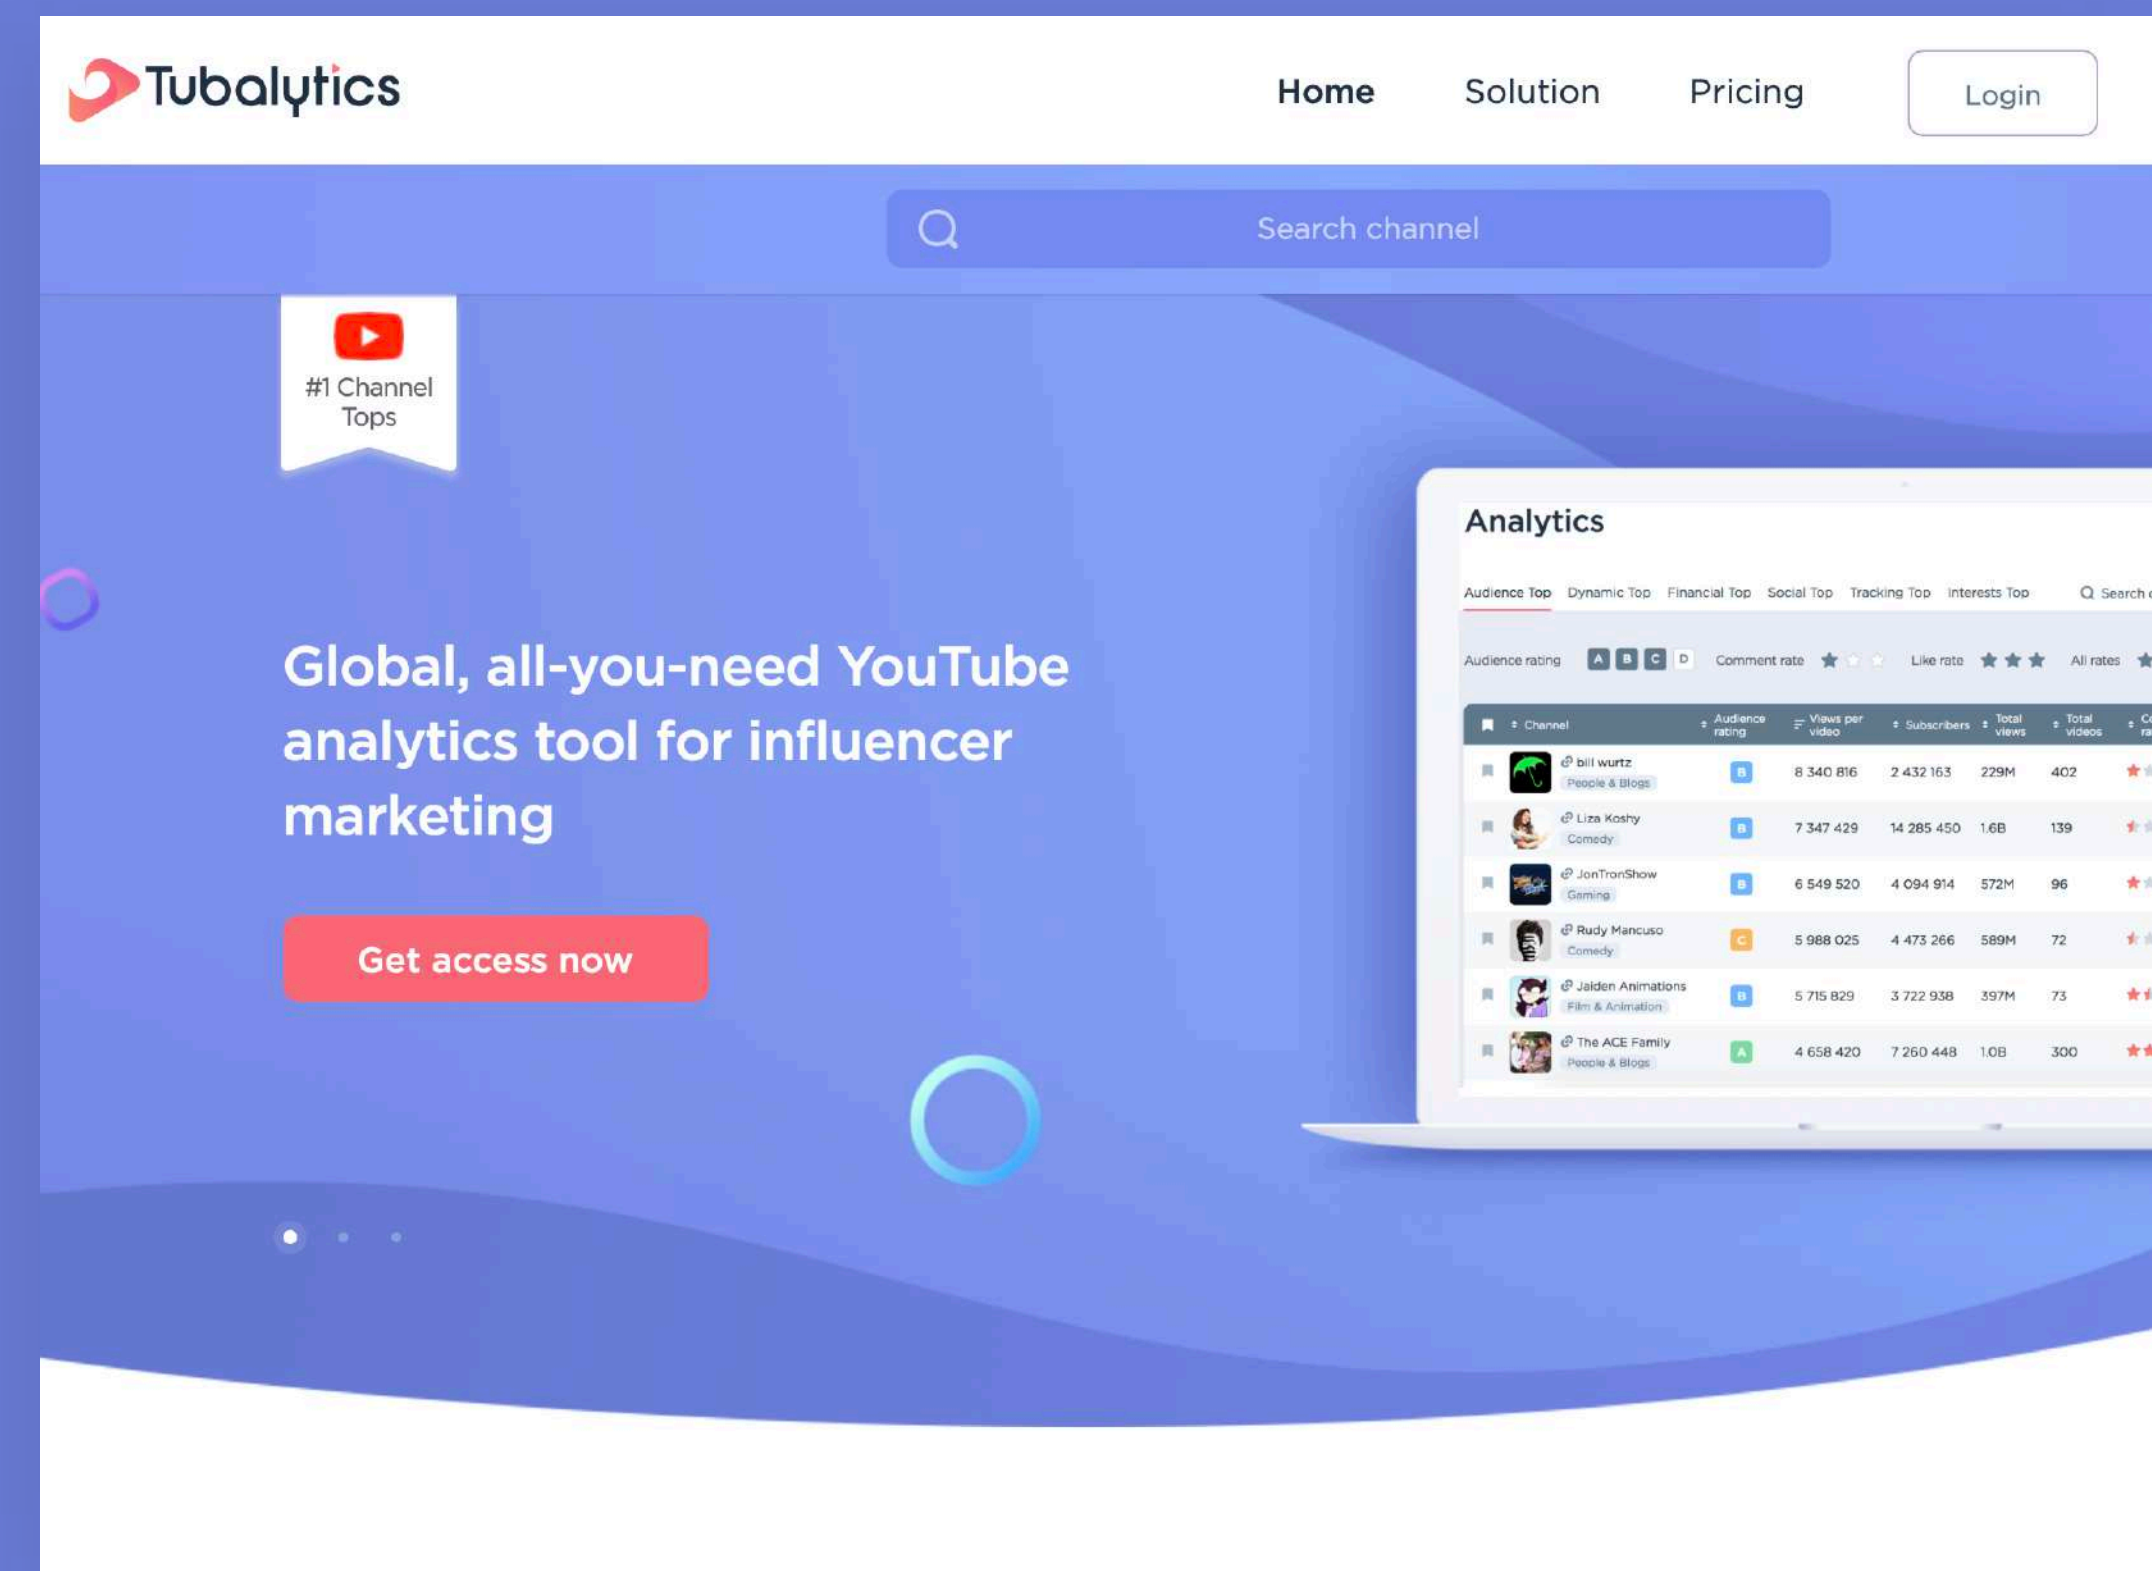 Tubalytics
Home Solution Pricing Login
Search channel
#1 Channel
Tops
Global, all-you-need YouTube
analytics tool for influencer
marketing
Get access now
Analytics
Audience Top Dynamic Top Financial Top Social Top Tracking Top Interests Top Search
Audience rating A B C D Comment rate Like rate All rates
Channel Audience rating Views per video Subscribers Total views Total videos
bill wurtz
People & Blogs
B 8 340 816 2 432 163 229M 402
Liza Koshy
Comedy
B 7 347 429 14 285 450 1.6B 139
JonTronShow
Gaming
B 6 549 520 4 094 914 572M 96
Rudy Mancuso
Comedy
C 5 988 025 4 473 266 589M 72
Jaiden Animations
Film & Animation
B 5 715 829 3 722 938 397M 73
The ACE Family
People & Blogs
A 4 658 420 7 260 448 1.0B 300